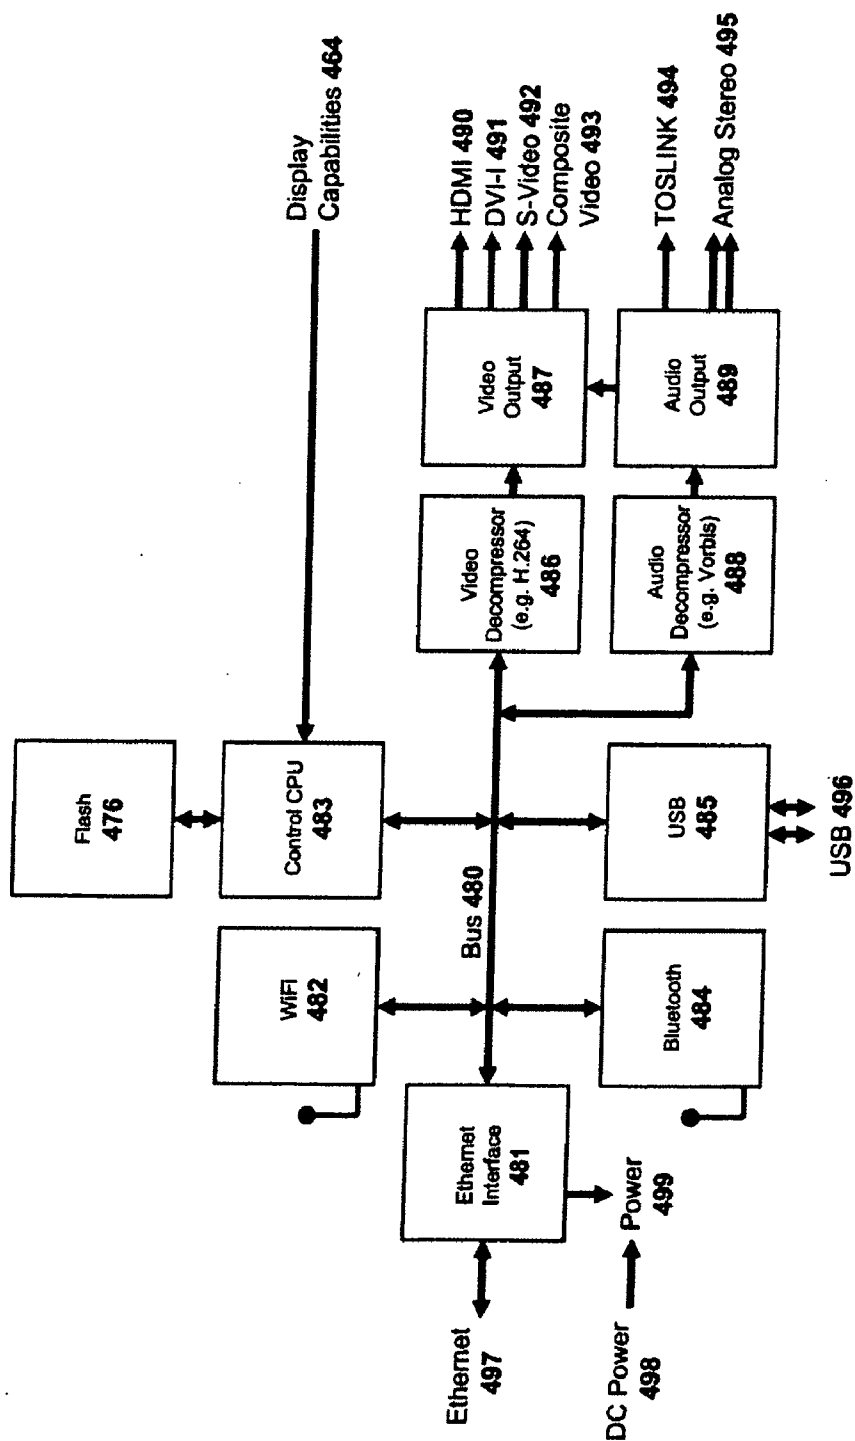 Display
Capabilities 464
Flash
476
Control CPU
483
WiFi
482
Bus 480
Ethernet
Interface
481
Ethernet
497
DC Power
498
Power
499
Bluetooth
484
USB
485
USB 496
Video
Decompressor
(e.g. H.264)
486
Video
Output
487
HDMI 490
DVI-I 491
S-Video 492
Composite
Video 493
Audio
Decompressor
(e.g. Vorbis)
488
Audio
Output
489
TOSLINK 494
Analog Stereo 495